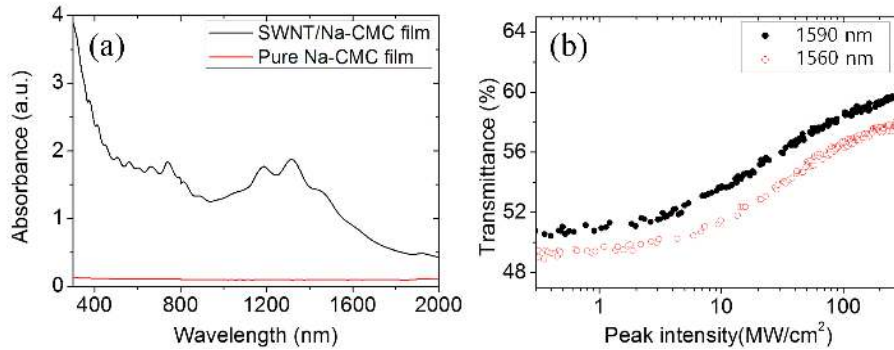 (a)
SWNT/Na-CMC film
Pure Na-CMC film
Absorbance (a.u.)
4
3
2
1
0
400 800 1200 1600 2000
Wavelength (nm)
(b)
1590 nm
1560 nm
Transmittance (%)
64
60
56
52
48
1 10 100
Peak intensity(MW/cm²)